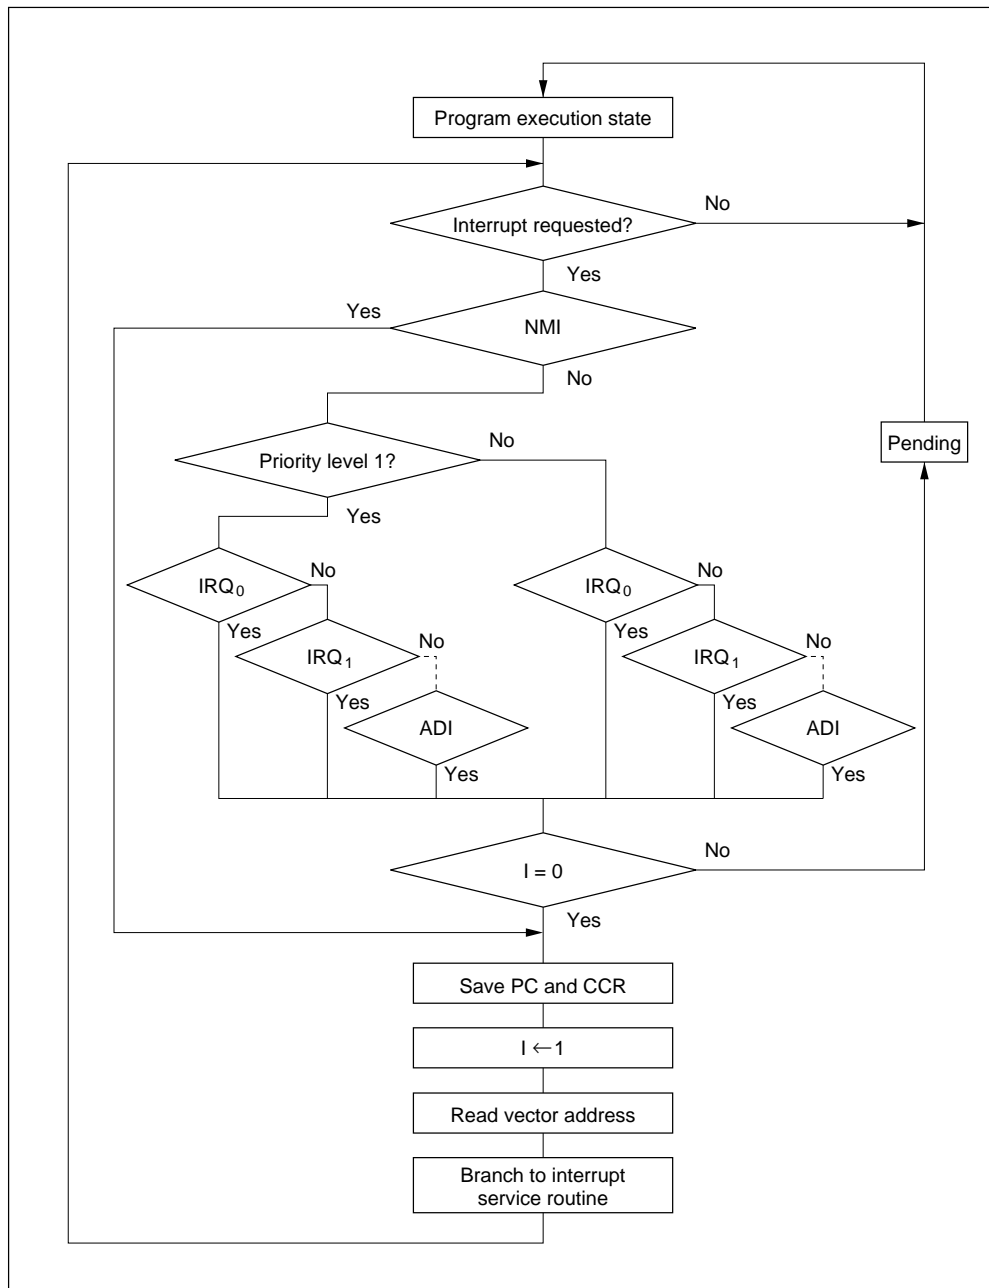 Program execution state
Interrupt requested?
No
Yes
Yes
NMI
No
Pending
Priority level 1?
No
Yes
IRQ0
No
Yes
IRQ0
No
Yes
IRQ1
No
Yes
IRQ1
No
Yes
ADI
Yes
ADI
Yes
I = 0
No
Yes
Save PC and CCR
I ← 1
Read vector address
Branch to interrupt
service routine